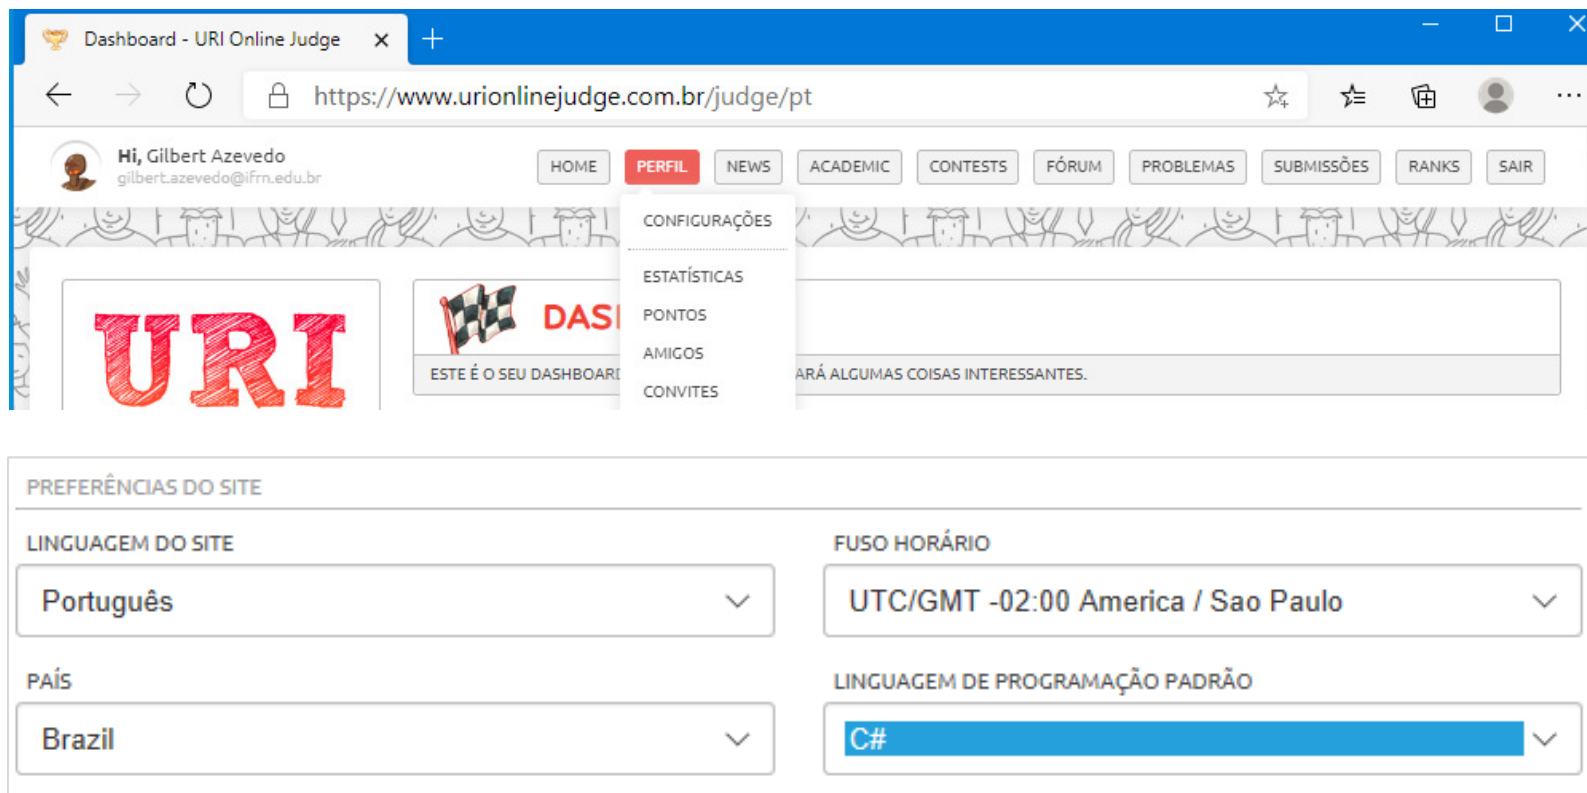 Dashboard - URI Online Judge
https://www.urionlinejudge.com.br/judge/pt
Hi, Gilbert Azevedo
gilbert.azevedo@ifrn.edu.br
HOME PERFIL NEWS ACADEMIC CONTESTS FÓRUM PROBLEMAS SUBMISSÕES RANKS SAIR
CONFIGURAÇÕES
ESTATÍSTICAS
PONTOS
AMIGOS
CONVITES
URI
DAS
ESTE É O SEU DASHBOARD ARÁ ALGUMAS COISAS INTERESSANTES.
PREFERÊNCIAS DO SITE
LINGUAGEM DO SITE
Português
FUSO HORÁRIO
UTC/GMT -02:00 America / Sao Paulo
PAÍS
Brazil
LINGUAGEM DE PROGRAMAÇÃO PADRÃO
C#